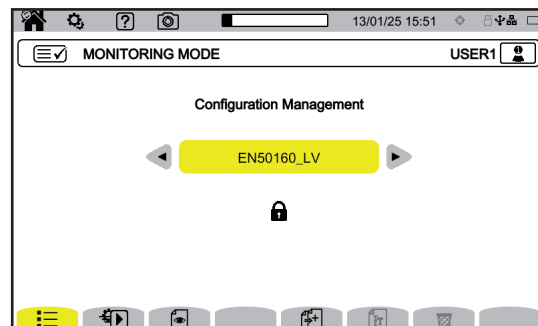 13/01/25 15:51
MONITORING MODE
USER1
Configuration Management
EN50160_LV